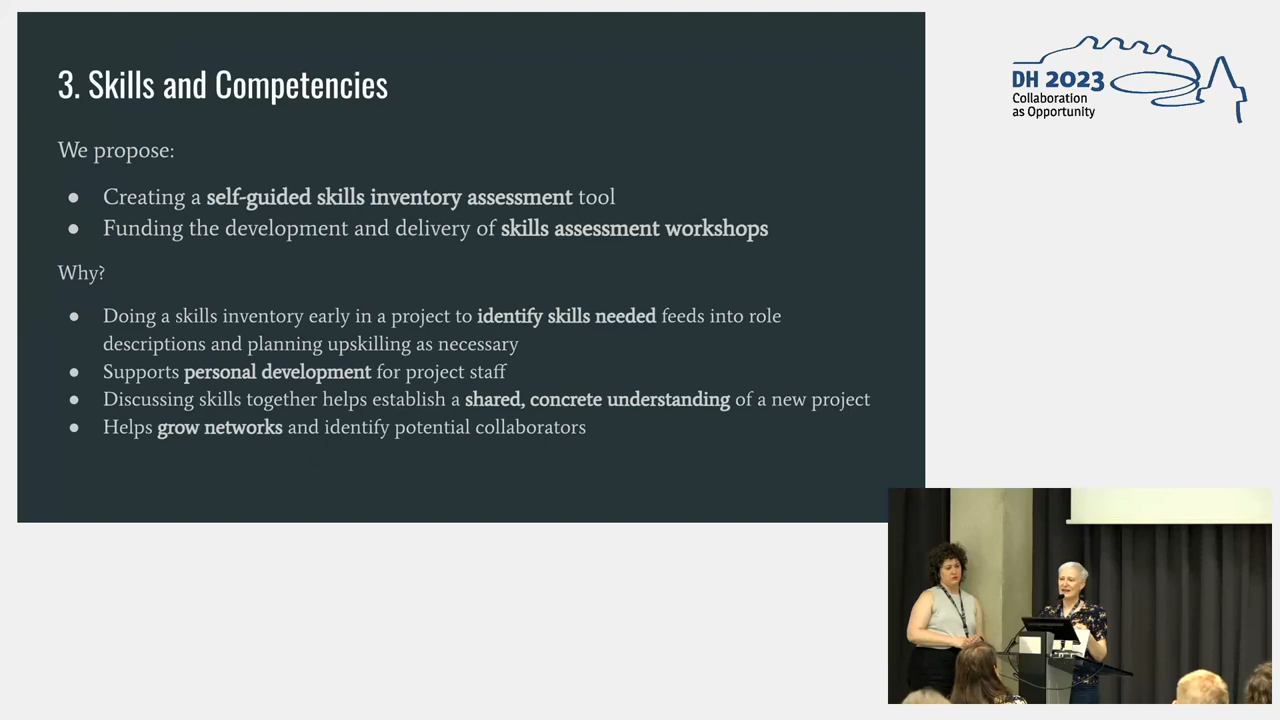 3. Skills and Competencies
We propose:
● Creating a self-guided skills inventory assessment tool
● Funding the development and delivery of skills assessment workshops
Why?
● Doing a skills inventory early in a project to identify skills needed feeds into role
descriptions and planning upskilling as necessary
● Supports personal development for project staff
● Discussing skills together helps establish a shared, concrete understanding of a new project
● Helps grow networks and identify potential collaborators
DH 2023
Collaboration
as Opportunity